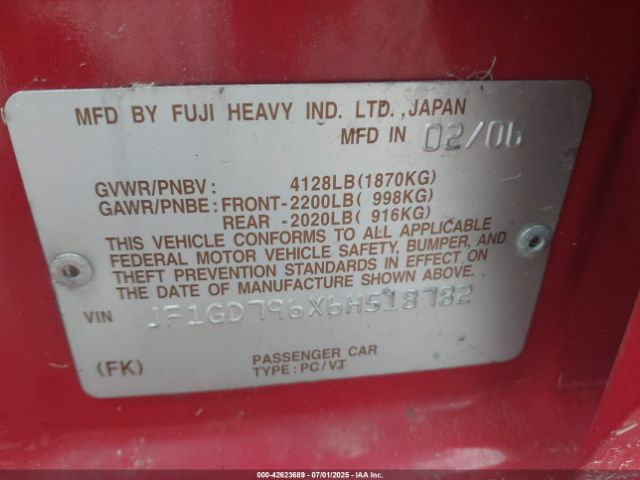 MFD BY FUJI HEAVY IND. LTD.,JAPAN
MFD IN 02/06
GVWR/PNBV: 4128LB(1870KG)
GAWR/PNBE:FRONT-2200LB( 998KG)
REAR -2020LB( 916KG)
THIS VEHICLE CONFORMS TO ALL APPLICABLE
FEDERAL MOTOR VEHICLE SAFETY, BUMPER, AND
THEFT PREVENTION STANDARDS IN EFFECT ON
THE DATE OF MANUFACTURE SHOWN ABOVE.
VIN JF1GD796X6H518782
PASSENGER CAR
(FK) TYPE:PC/VT
000-42623689 - 07/01/2025 - IAA Inc.